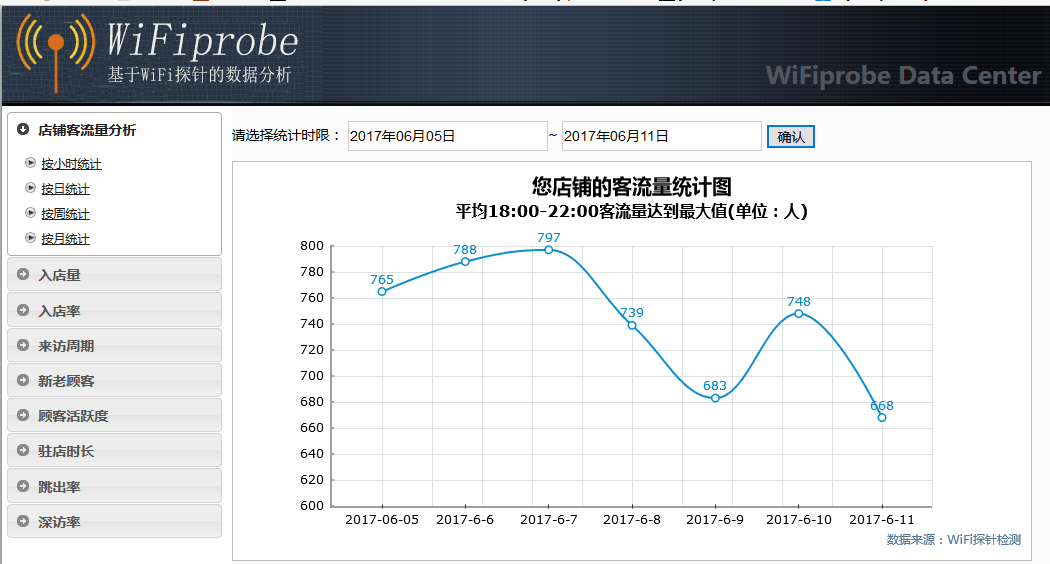 WiFiprobe
基于WiFi探针的数据分析
WiFiprobe Data Center
店铺客流量分析
按小时统计
按日统计
按周统计
按月统计
入店量
入店率
来访周期
新老顾客
顾客活跃度
驻店时长
跳出率
深访率
请选择统计时限： 2017年06月05日 ~ 2017年06月11日 确认
您店铺的客流量统计图
平均18:00-22:00客流量达到最大值(单位：人)
800
780
760
740
720
700
680
660
640
620
600
765
788
797
739
683
748
668
2017-06-05 2017-6-6 2017-6-7 2017-6-8 2017-6-9 2017-6-10 2017-6-11
数据来源：WiFi探针检测